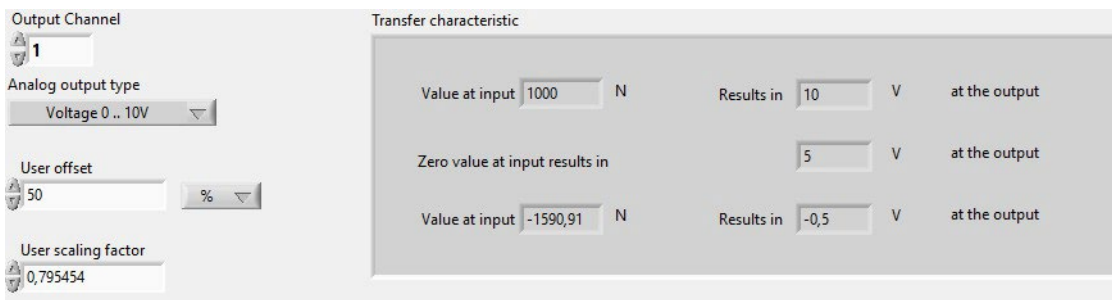 Output Channel
1
Analog output type
Voltage 0 .. 10V
User offset
50 %
User scaling factor
0,795454
Transfer characteristic
Value at input 1000 N Results in 10 V at the output
Zero value at input results in 5 V at the output
Value at input -1590,91 N Results in -0,5 V at the output